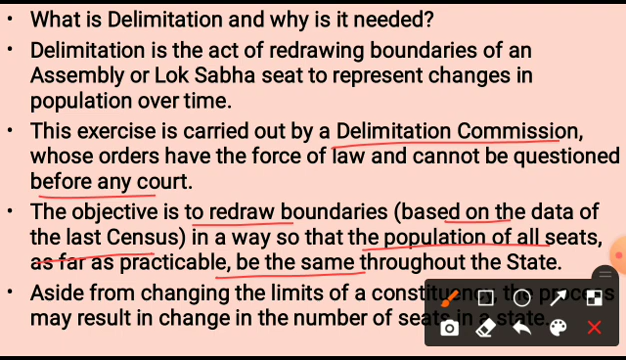 • What is Delimitation and why is it needed?
• Delimitation is the act of redrawing boundaries of an
Assembly or Lok Sabha seat to represent changes in
population over time.
• This exercise is carried out by a Delimitation Commission,
whose orders have the force of law and cannot be questioned
before any court.
• The objective is to redraw boundaries (based on the data of
the last Census) in a way so that the population of all seats,
as far as practicable, be the same throughout the State.
• Aside from changing the limits of a constituency, the process
may result in change in the number of seats in a state.